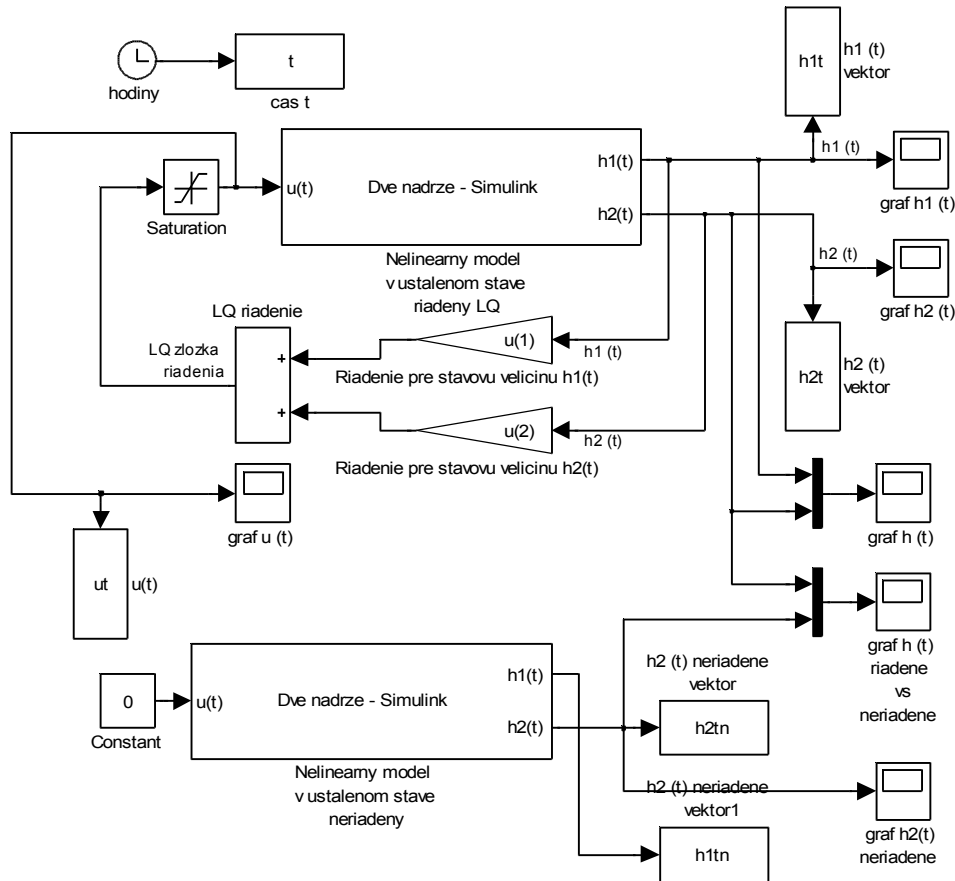 hodiny
t
cas t
h1t
h1 (t)
vektor
h1 (t)
graf h1 (t)
u(t)
Dve nadrze - Simulink
h1(t)
h2(t)
Saturation
Nelinearny model
v ustalenom stave
riadeny LQ
h2 (t)
graf h2 (t)
LQ riadenie
LQ zlozka
riadenia
+
+
u(1)
h1 (t)
Riadenie pre stavovu velicinu h1(t)
h2t
h2 (t)
vektor
u(2)
h2 (t)
Riadenie pre stavovu velicinu h2(t)
graf u (t)
graf h (t)
ut
u(t)
graf h (t)
riadene
vs
neriadene
0
Constant
u(t)
Dve nadrze - Simulink
h1(t)
h2(t)
Nelinearny model
v ustalenom stave
neriadeny
h2 (t) neriadene
vektor
h2tn
h2 (t) neriadene
vektor1
h1tn
graf h2(t)
neriadene